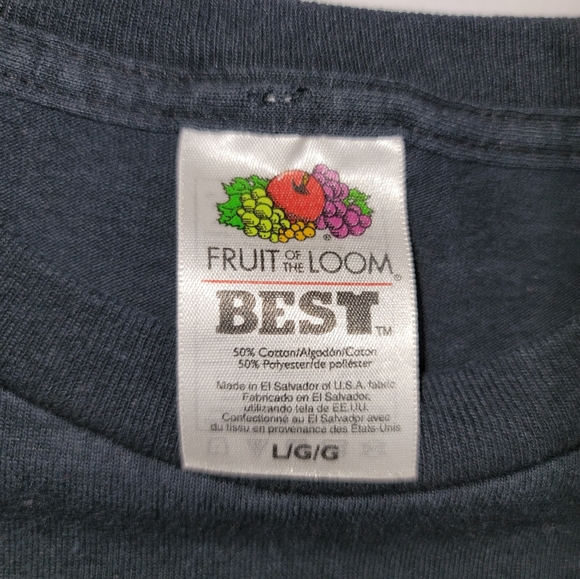 FRUIT OF THE LOOM®
BEST™
50% Cotton/Algodón/Coton
50% Polyester/de poliéster
Made in El Salvador of U.S.A. fabric
Fabricado en El Salvador,
utilizando tela de EE.UU.
Confectionné au El Salvador avec
du tissu en provenance des États-Unis
L/G/G